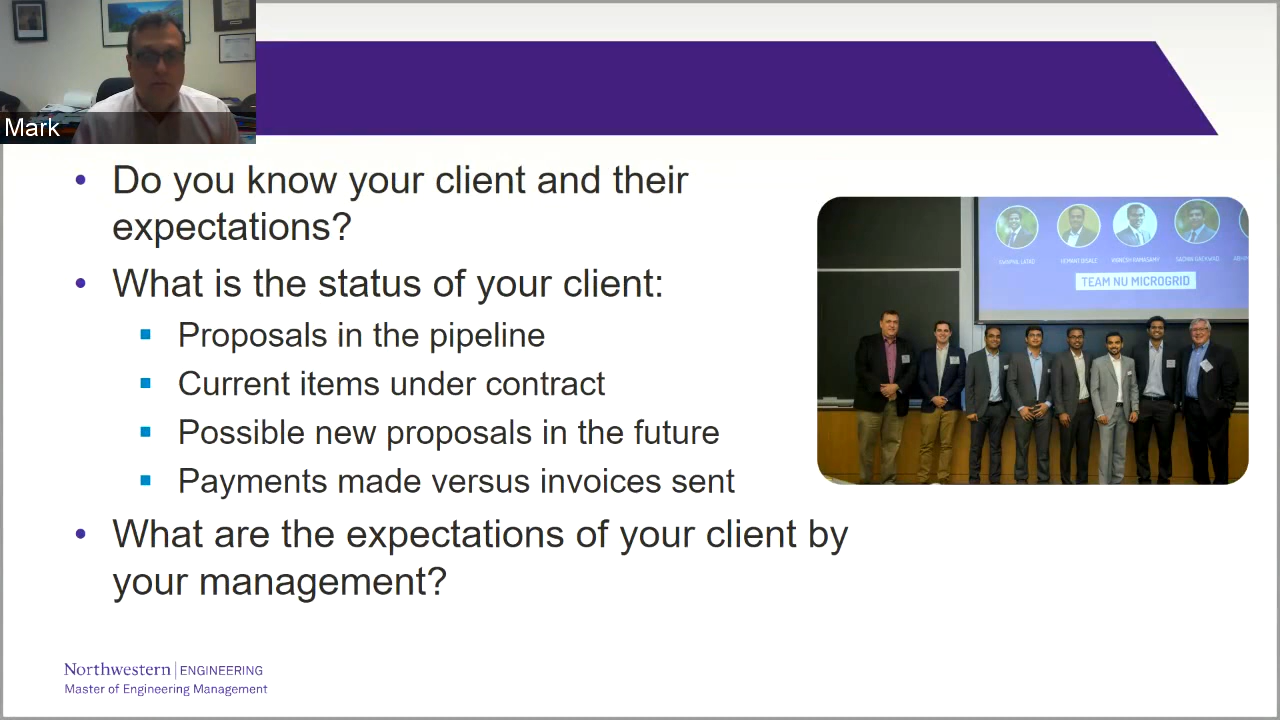 Mark
Do you know your client and their
expectations?
What is the status of your client:
Proposals in the pipeline
Current items under contract
Possible new proposals in the future
Payments made versus invoices sent
What are the expectations of your client by
your management?
TEAM NU MICROGRID
Northwestern ENGINEERING
Master of Engineering Management